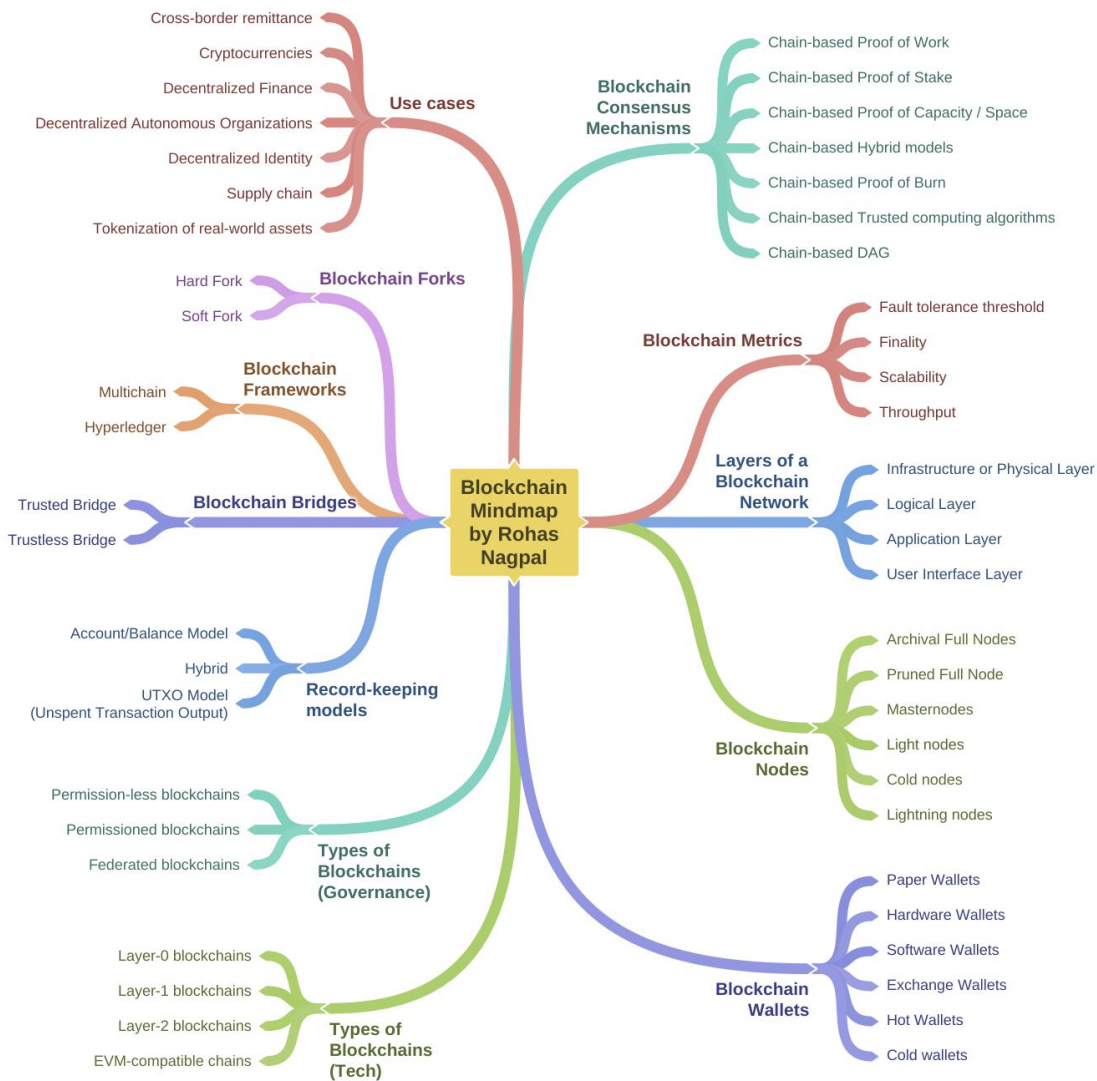 Blockchain
Mindmap
by Rohas
Nagpal
Use cases
Cross-border remittance
Cryptocurrencies
Decentralized Finance
Decentralized Autonomous Organizations
Decentralized Identity
Supply chain
Tokenization of real-world assets
Blockchain Forks
Hard Fork
Soft Fork
Blockchain
Frameworks
Multichain
Hyperledger
Blockchain Bridges
Trusted Bridge
Trustless Bridge
Record-keeping
models
Account/Balance Model
Hybrid
UTXO Model
(Unspent Transaction Output)
Types of
Blockchains
(Governance)
Permission-less blockchains
Permissioned blockchains
Federated blockchains
Types of
Blockchains
(Tech)
Layer-0 blockchains
Layer-1 blockchains
Layer-2 blockchains
EVM-compatible chains
Blockchain
Consensus
Mechanisms
Chain-based Proof of Work
Chain-based Proof of Stake
Chain-based Proof of Capacity / Space
Chain-based Hybrid models
Chain-based Proof of Burn
Chain-based Trusted computing algorithms
Chain-based DAG
Blockchain Metrics
Fault tolerance threshold
Finality
Scalability
Throughput
Layers of a
Blockchain
Network
Infrastructure or Physical Layer
Logical Layer
Application Layer
User Interface Layer
Blockchain
Nodes
Archival Full Nodes
Pruned Full Node
Masternodes
Light nodes
Cold nodes
Lightning nodes
Blockchain
Wallets
Paper Wallets
Hardware Wallets
Software Wallets
Exchange Wallets
Hot Wallets
Cold wallets